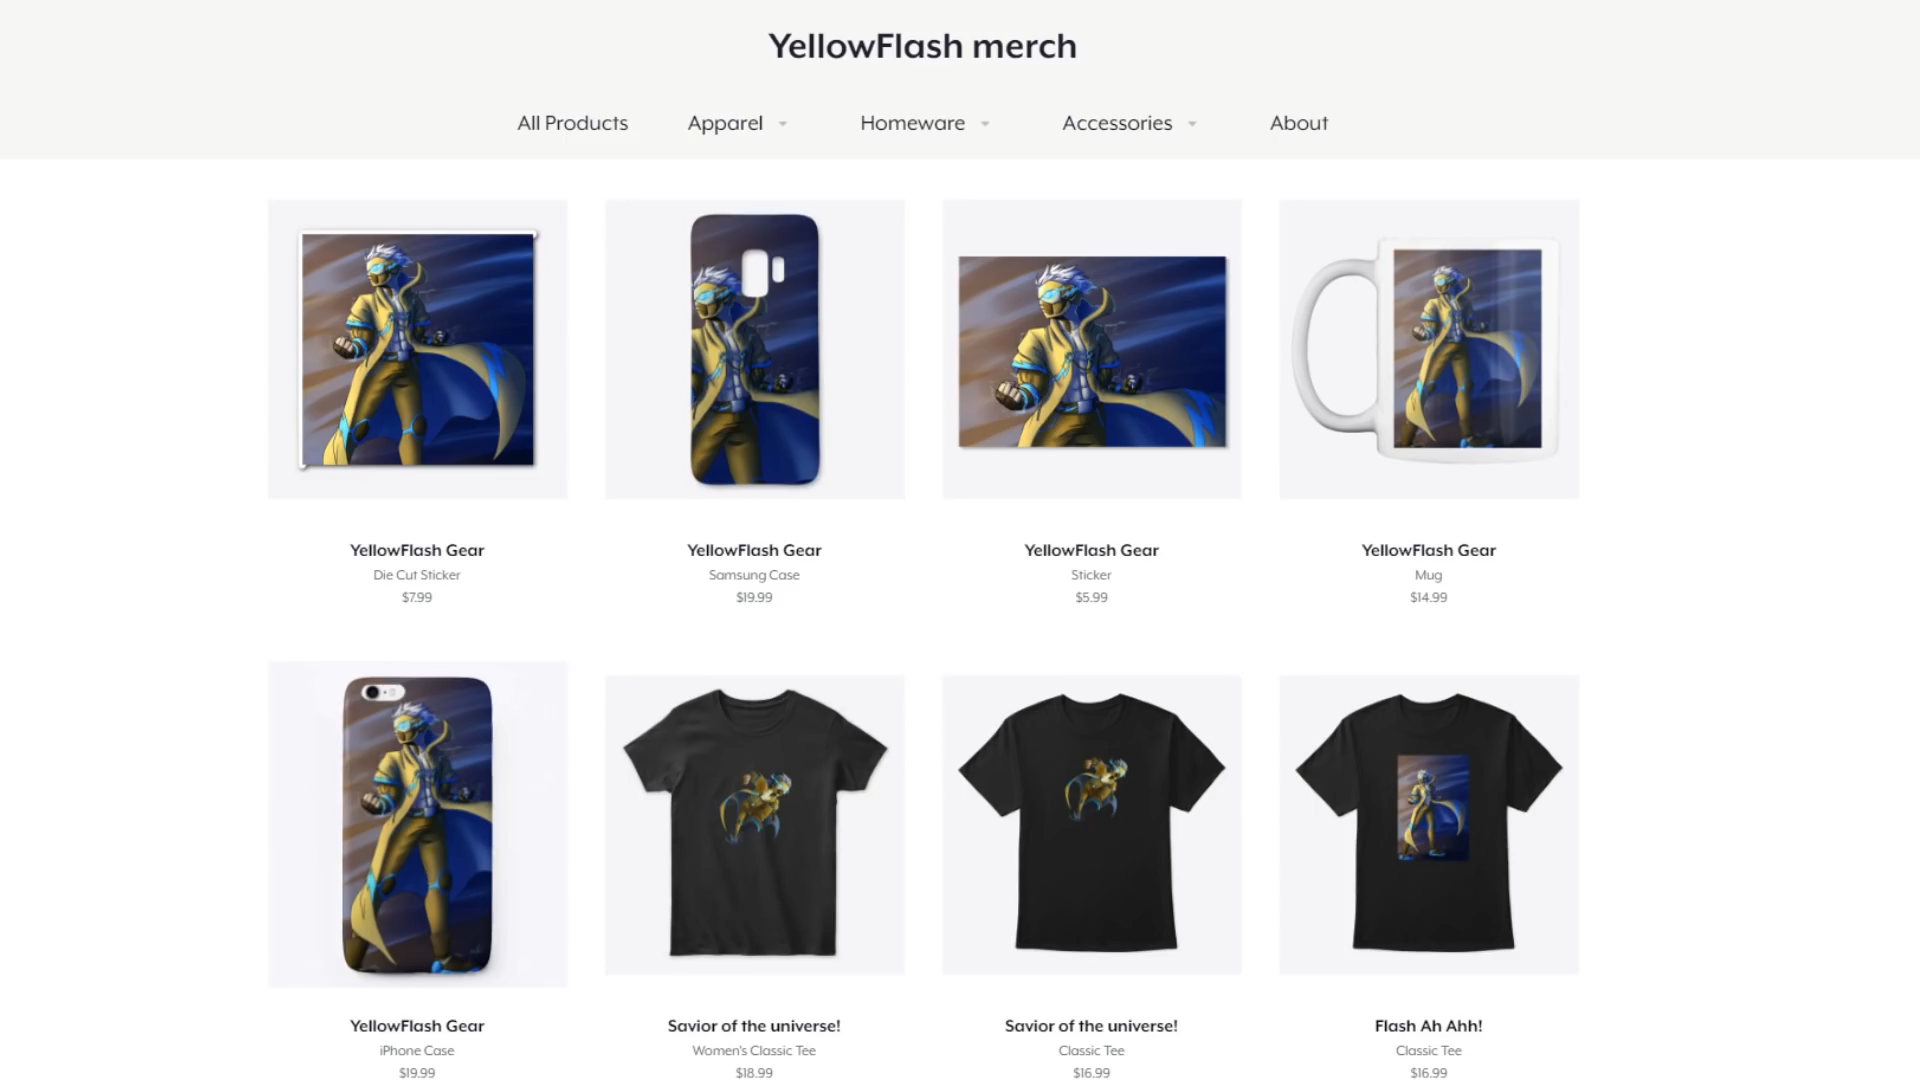 YellowFlash merch
All Products
Apparel
Homeware
Accessories
About
YellowFlash Gear
Die Cut Sticker
$7.99
YellowFlash Gear
Samsung Case
$19.99
YellowFlash Gear
Sticker
$5.99
YellowFlash Gear
Mug
$14.99
YellowFlash Gear
iPhone Case
$19.99
Savior of the universe!
Women's Classic Tee
$18.99
Savior of the universe!
Classic Tee
$16.99
Flash Ah Ahh!
Classic Tee
$16.99